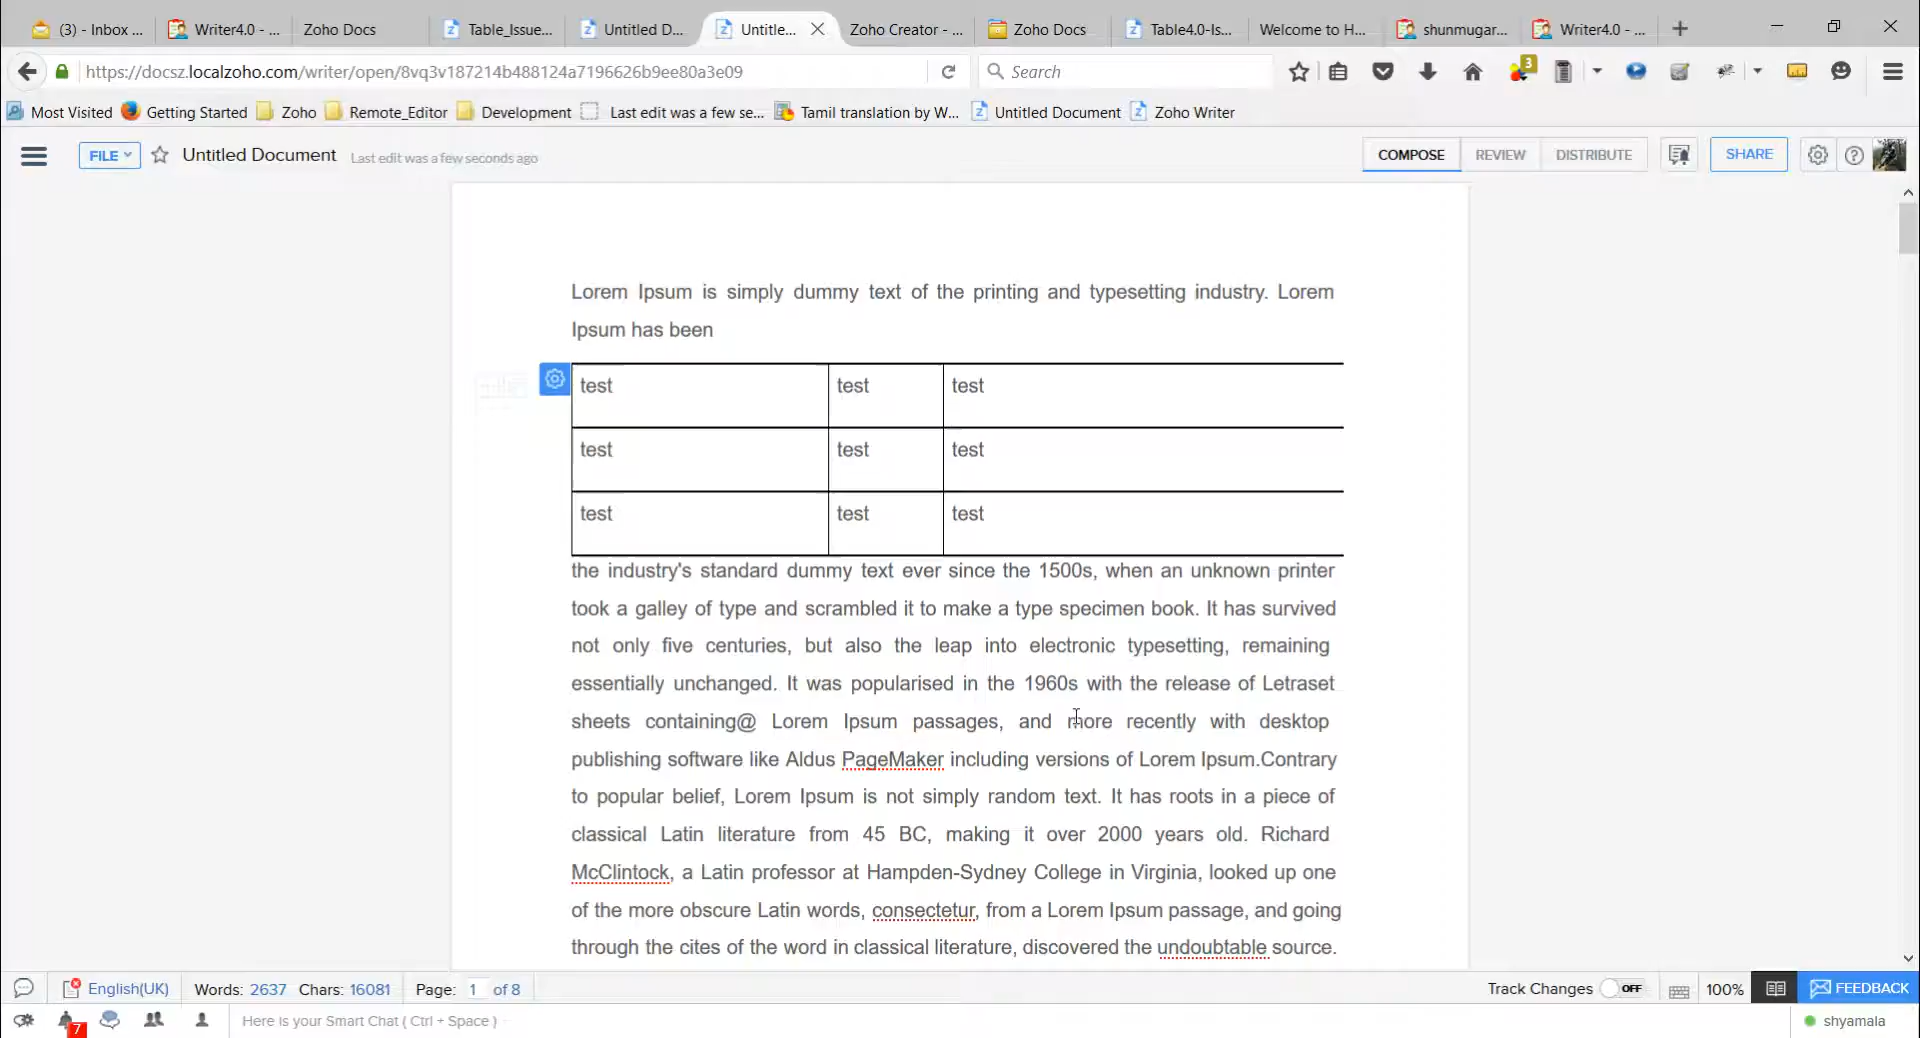 (3) - Inbox ...
Writer4.0 - ...
Zoho Docs
Table_Issue...
Untitled D...
Untitle...
Zoho Creator - ...
Zoho Docs
Table4.0-Is...
Welcome to H...
shunmugar...
Writer4.0 - ...
https://docsz.localzoho.com/writer/open/8vq3v187214b488124a7196626b9ee80a3e09
Search
3
Most Visited
Getting Started
Zoho
Remote_Editor
Development
Last edit was a few se...
Tamil translation by W...
Untitled Document
Zoho Writer
FILE
Untitled Document
Last edit was a few seconds ago
COMPOSE
REVIEW
DISTRIBUTE
SHARE
Lorem Ipsum is simply dummy text of the printing and typesetting industry. Lorem
Ipsum has been
test test test
test test test
test test test
the industry's standard dummy text ever since the 1500s, when an unknown printer
took a galley of type and scrambled it to make a type specimen book. It has survived
not only five centuries, but also the leap into electronic typesetting, remaining
essentially unchanged. It was popularised in the 1960s with the release of Letraset
sheets containing@ Lorem Ipsum passages, and more recently with desktop
publishing software like Aldus PageMaker including versions of Lorem Ipsum.Contrary
to popular belief, Lorem Ipsum is not simply random text. It has roots in a piece of
classical Latin literature from 45 BC, making it over 2000 years old. Richard
McClintock, a Latin professor at Hampden-Sydney College in Virginia, looked up one
of the more obscure Latin words, consectetur, from a Lorem Ipsum passage, and going
through the cites of the word in classical literature, discovered the undoubtable source.
English(UK)
Words: 2637
Chars: 16081
Page: 1 of 8
Track Changes
OFF
100%
FEEDBACK
7
Here is your Smart Chat ( Ctrl + Space )
shyamala